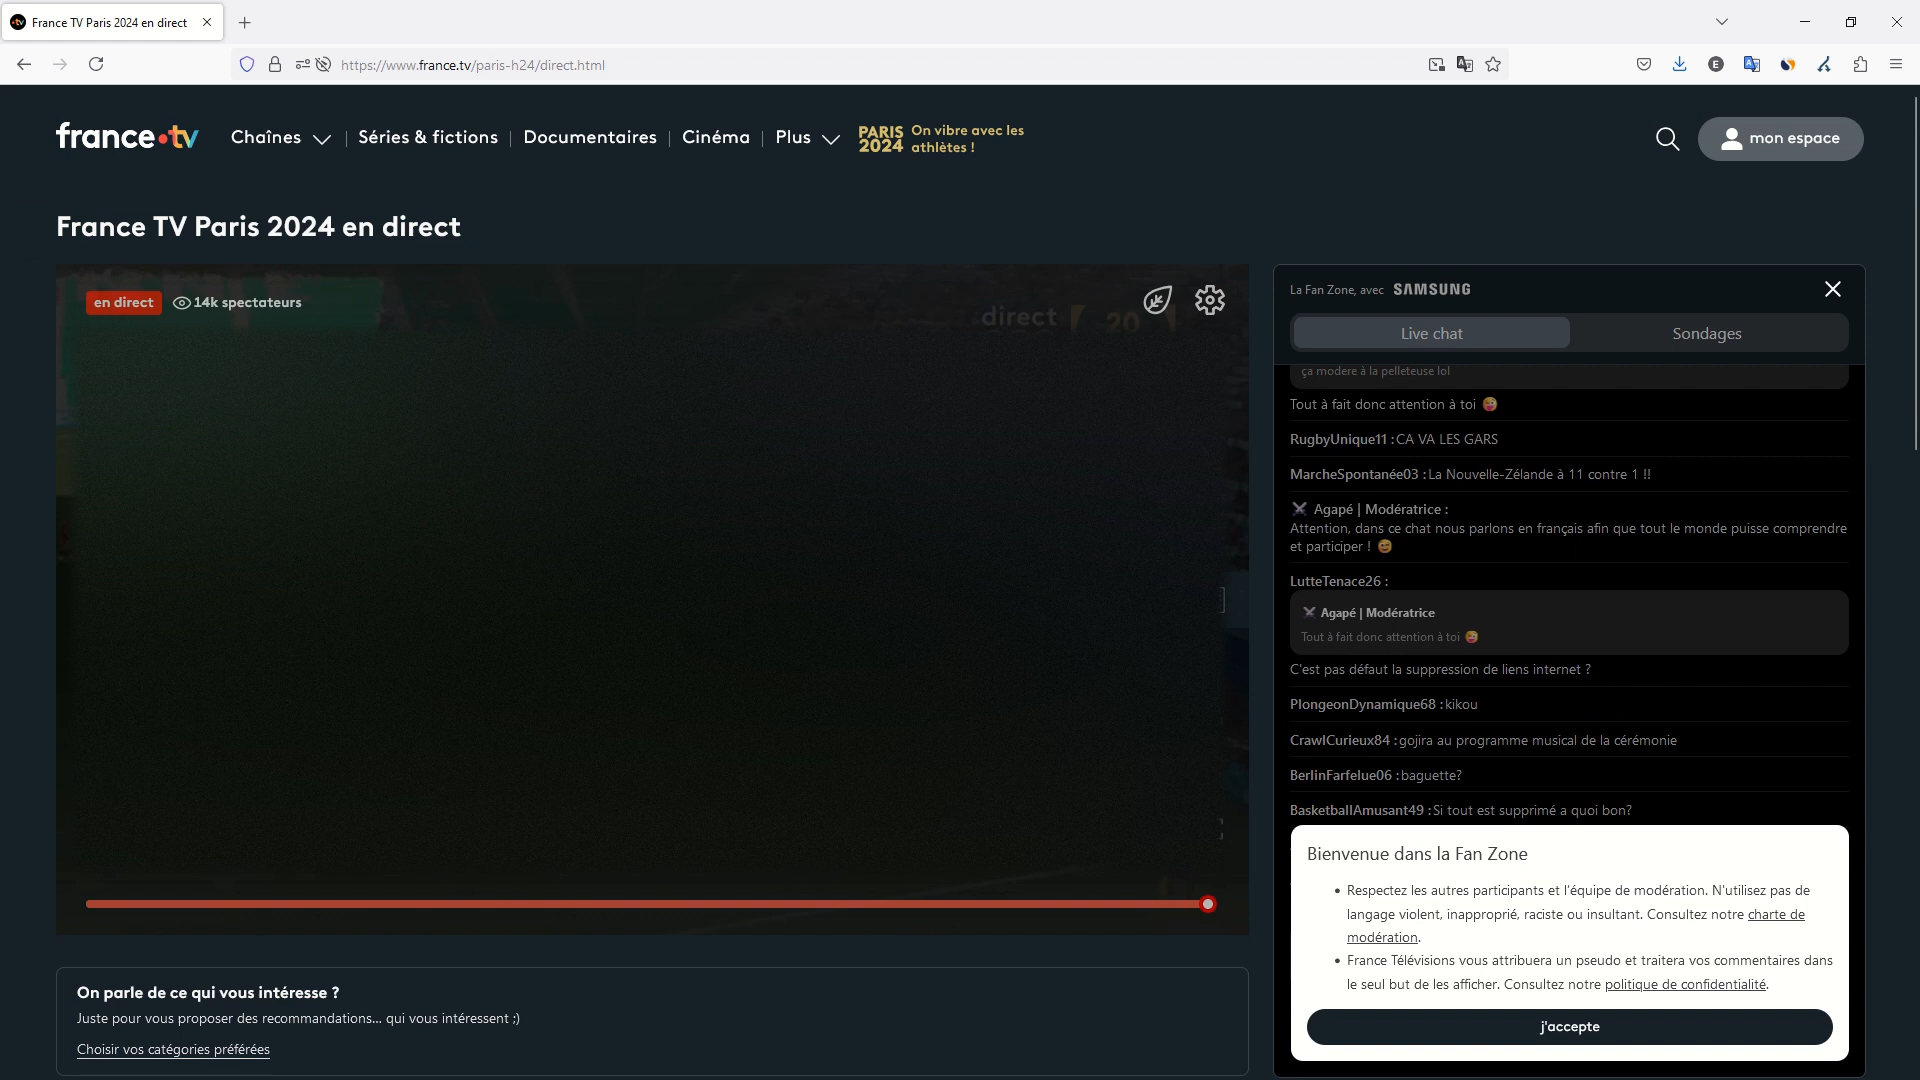 France TV Paris 2024 en direct
https://www.france.tv/paris-h24/direct.html
france•tv
Chaînes
Séries & fictions
Documentaires
Cinéma
Plus
PARIS
2024
On vibre avec les
athlètes !
mon espace
France TV Paris 2024 en direct
en direct
14k spectateurs
direct
20
La Fan Zone, avec SAMSUNG
Live chat
Sondages
ça modere à la pelleteuse lol
Tout à fait donc attention à toi 😜
RugbyUnique11 : CA VA LES GARS
MarcheSpontanée03 : La Nouvelle-Zélande à 11 contre 1 !!
⚔️ Agapé | Modératrice :
Attention, dans ce chat nous parlons en français afin que tout le monde puisse comprendre
et participer ! 😅
LutteTenace26 :
⚔️ Agapé | Modératrice
Tout à fait donc attention à toi 😜
C'est pas défaut la suppression de liens internet ?
PlongeonDynamique68 : kikou
CrawlCurieux84 : gojira au programme musical de la cérémonie
BerlinFarfelue06 : baguette?
BasketballAmusant49 : Si tout est supprimé a quoi bon?
Bienvenue dans la Fan Zone
• Respectez les autres participants et l'équipe de modération. N'utilisez pas de
langage violent, inapproprié, raciste ou insultant. Consultez notre charte de
modération.
• France Télévisions vous attribuera un pseudo et traitera vos commentaires dans
le seul but de les afficher. Consultez notre politique de confidentialité.
j'accepte
On parle de ce qui vous intéresse ?
Juste pour vous proposer des recommandations... qui vous intéressent ;)
Choisir vos catégories préférées